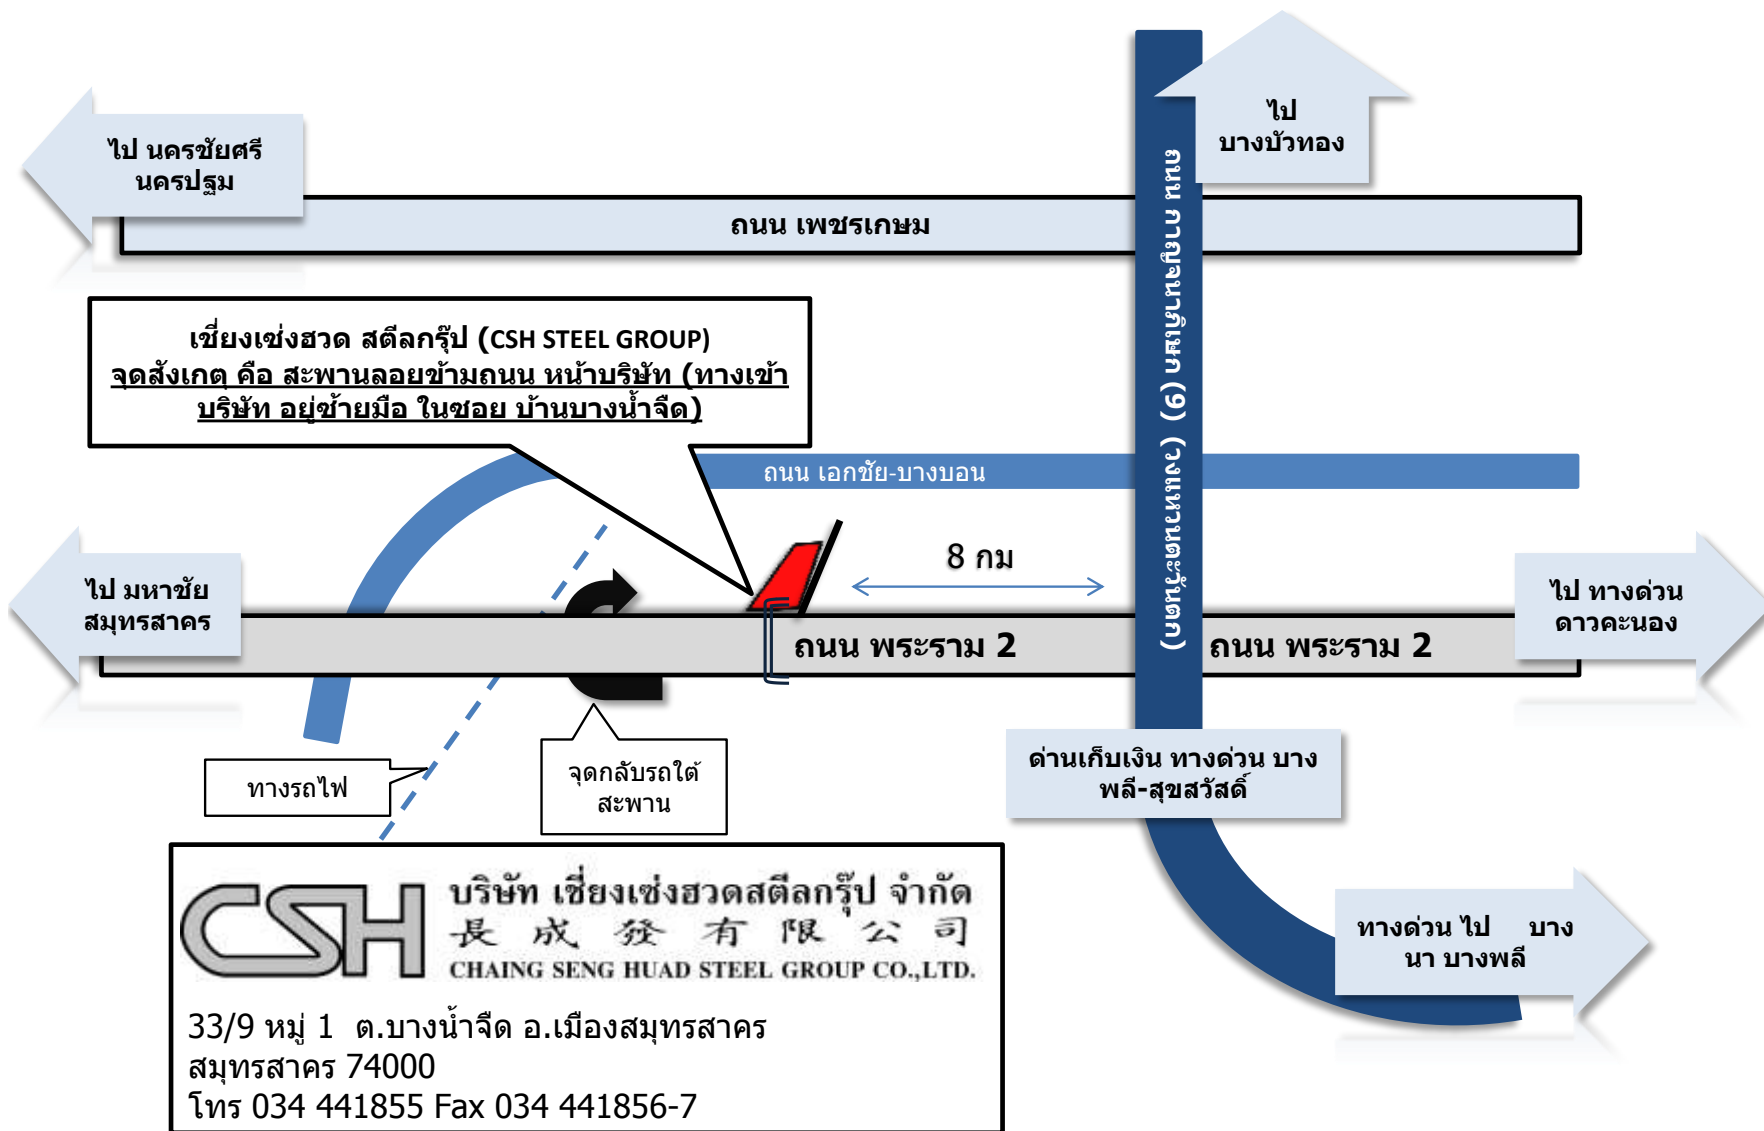 ไป
บางบัวทอง
ไป นครชัยศรี
นครปฐม
ถนน เพชรเกษม
ถนน กาญจนาภิเษก (9) (วงแหวนตะวันตก)
เชี่ยงเซ่งฮวด สตีลกรุ๊ป (CSH STEEL GROUP)
จุดสังเกตุ คือ สะพานลอยข้ามถนน หน้าบริษัท (ทางเข้า
บริษัท อยู่ซ้ายมือ ในซอย บ้านบางน้ำจืด)
ถนน เอกชัย-บางบอน
8 กม
ไป มหาชัย
สมุทรสาคร
ไป ทางด่วน
ดาวคะนอง
ถนน พระราม 2
ถนน พระราม 2
ทางรถไฟ
จุดกลับรถใต้
สะพาน
ด่านเก็บเงิน ทางด่วน บาง
พลี-สุขสวัสดิ์
ทางด่วน ไป บาง
นา บางพลี
CSH
บริษัท เชี่ยงเซ่งฮวดสตีลกรุ๊ป จำกัด
長成發有限公司
CHAING SENG HUAD STEEL GROUP CO.,LTD.
33/9 หมู่ 1 ต.บางน้ำจืด อ.เมืองสมุทรสาคร
สมุทรสาคร 74000
โทร 034 441855 Fax 034 441856-7